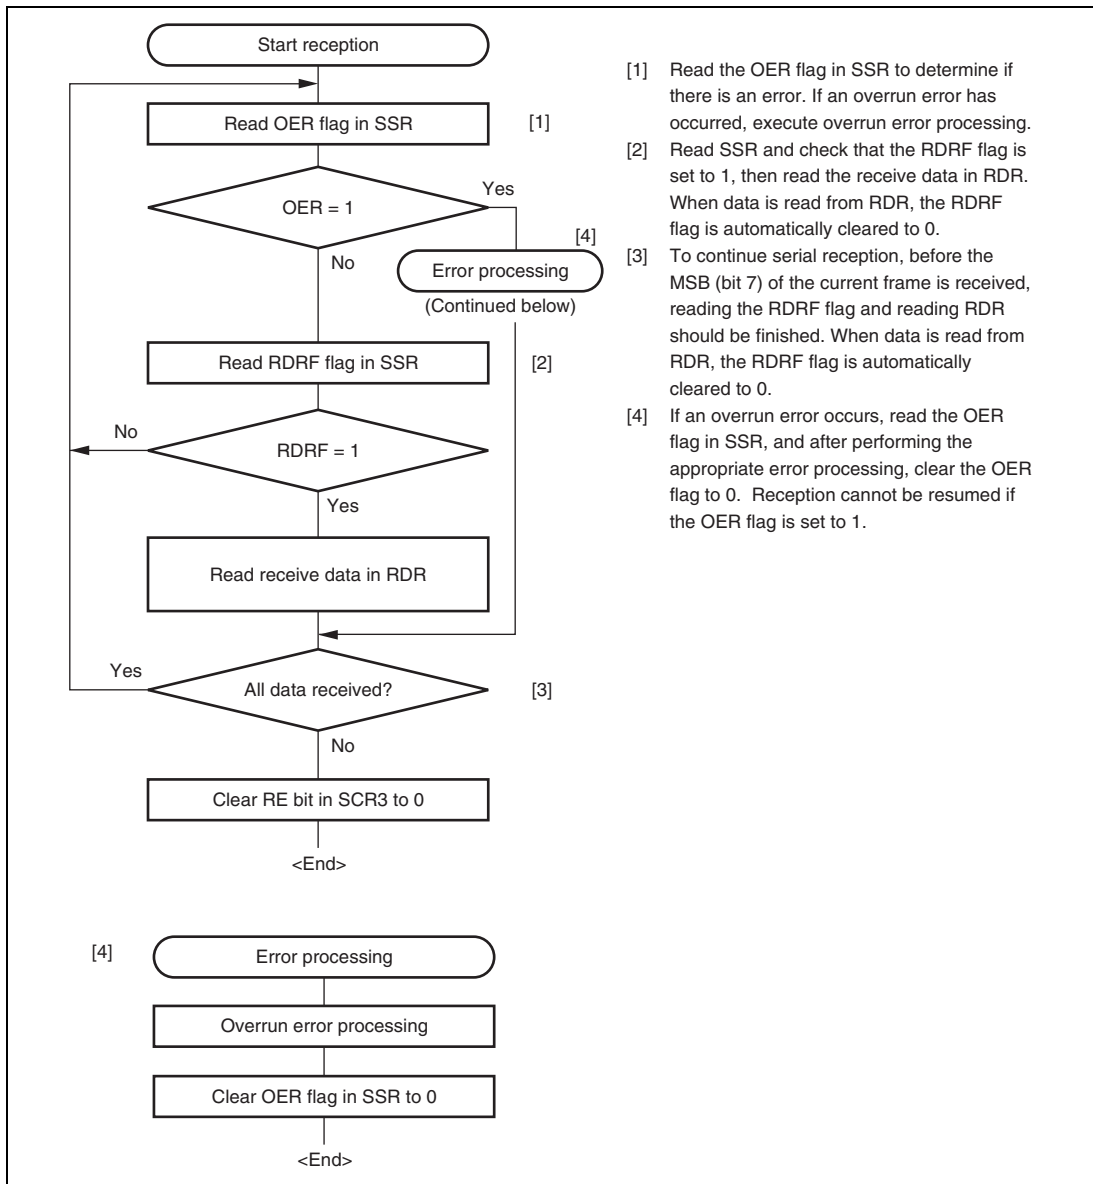 Start reception
Read OER flag in SSR
[1]
OER = 1
Yes
No
[4]
Error processing
(Continued below)
Read RDRF flag in SSR
[2]
RDRF = 1
No
Yes
Read receive data in RDR
All data received?
[3]
Yes
No
Clear RE bit in SCR3 to 0
<End>
[1] Read the OER flag in SSR to determine if
there is an error. If an overrun error has
occurred, execute overrun error processing.
[2] Read SSR and check that the RDRF flag is
set to 1, then read the receive data in RDR.
When data is read from RDR, the RDRF
flag is automatically cleared to 0.
[3] To continue serial reception, before the
MSB (bit 7) of the current frame is received,
reading the RDRF flag and reading RDR
should be finished. When data is read from
RDR, the RDRF flag is automatically
cleared to 0.
[4] If an overrun error occurs, read the OER
flag in SSR, and after performing the
appropriate error processing, clear the OER
flag to 0. Reception cannot be resumed if
the OER flag is set to 1.
[4]
Error processing
Overrun error processing
Clear OER flag in SSR to 0
<End>